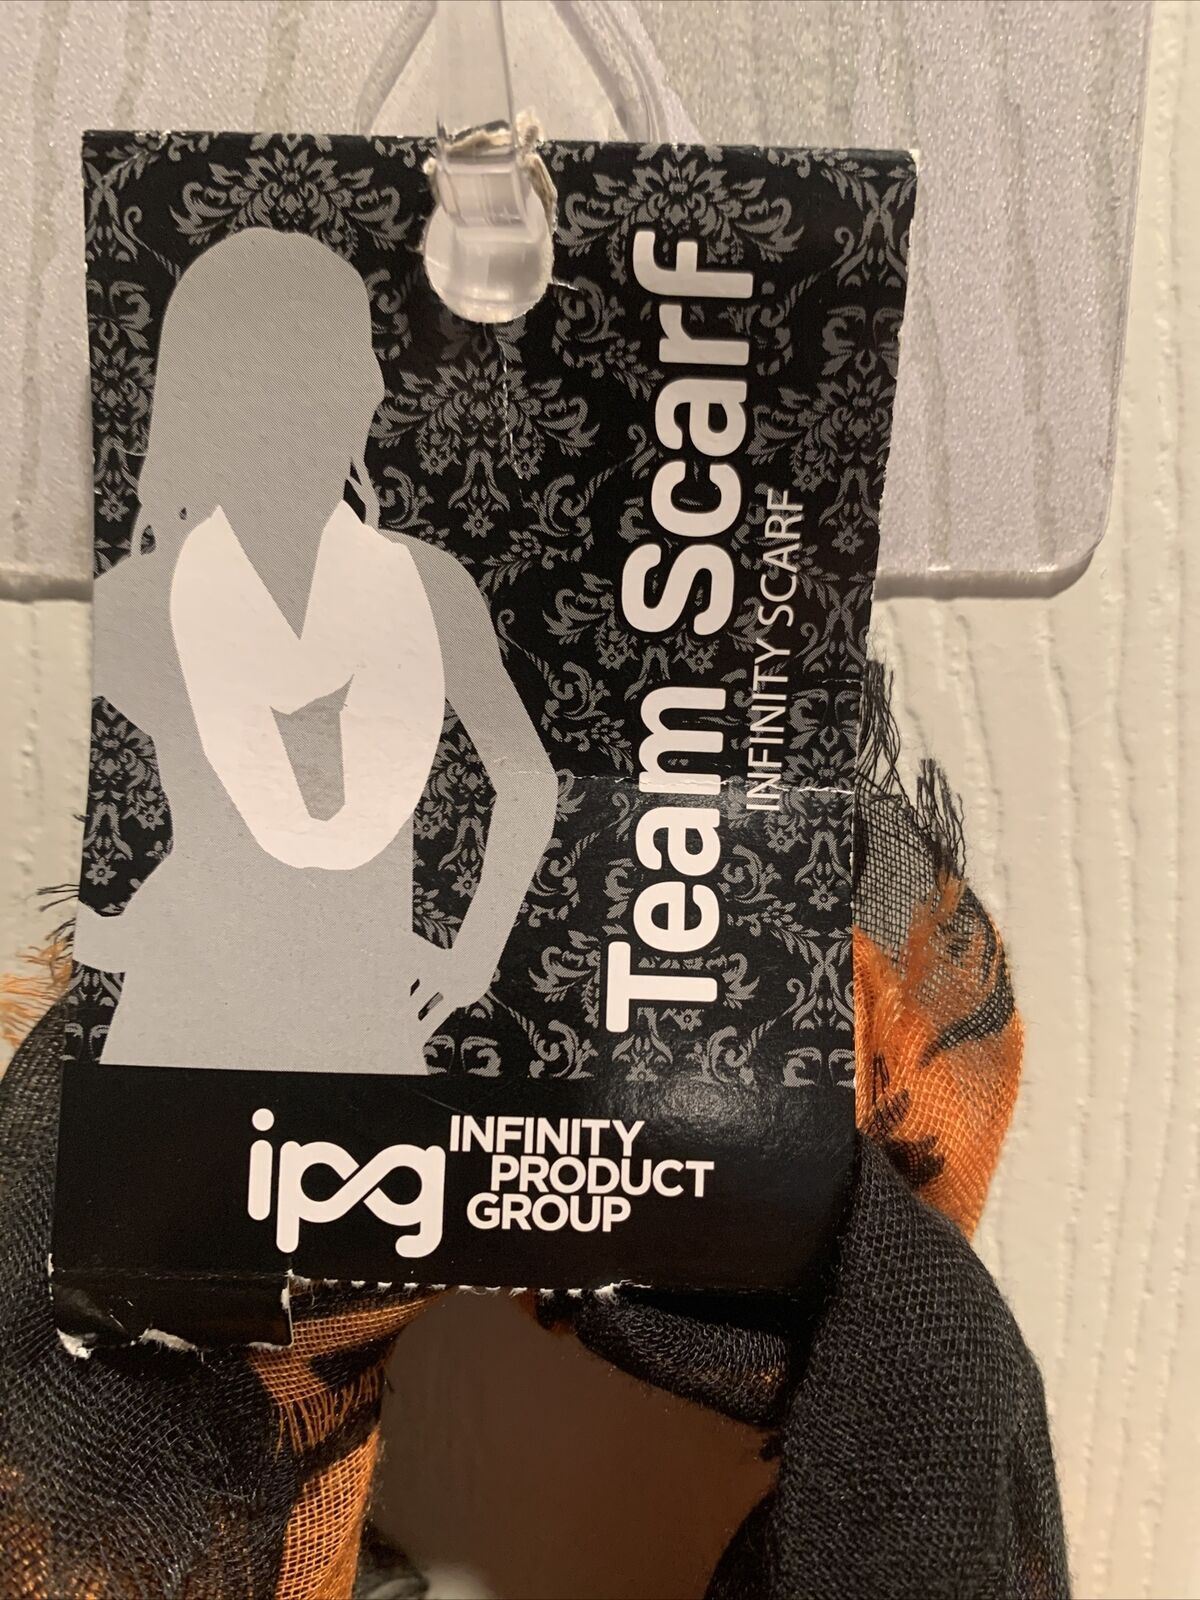 Team Scarf
INFINITY SCARF
ipg INFINITY
PRODUCT
GROUP